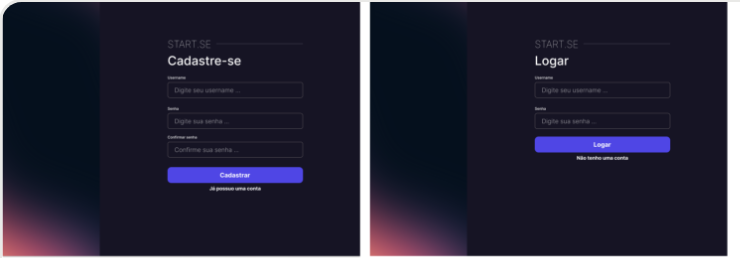 START.SE
Cadastre-se
Username
Digite seu username ...
Senha
Digite sua senha ...
Confirmar senha
Confirme sua senha ...
Cadastrar
Já possuo uma conta
START.SE
Logar
Username
Digite seu username ...
Senha
Digite sua senha ...
Logar
Não tenho uma conta